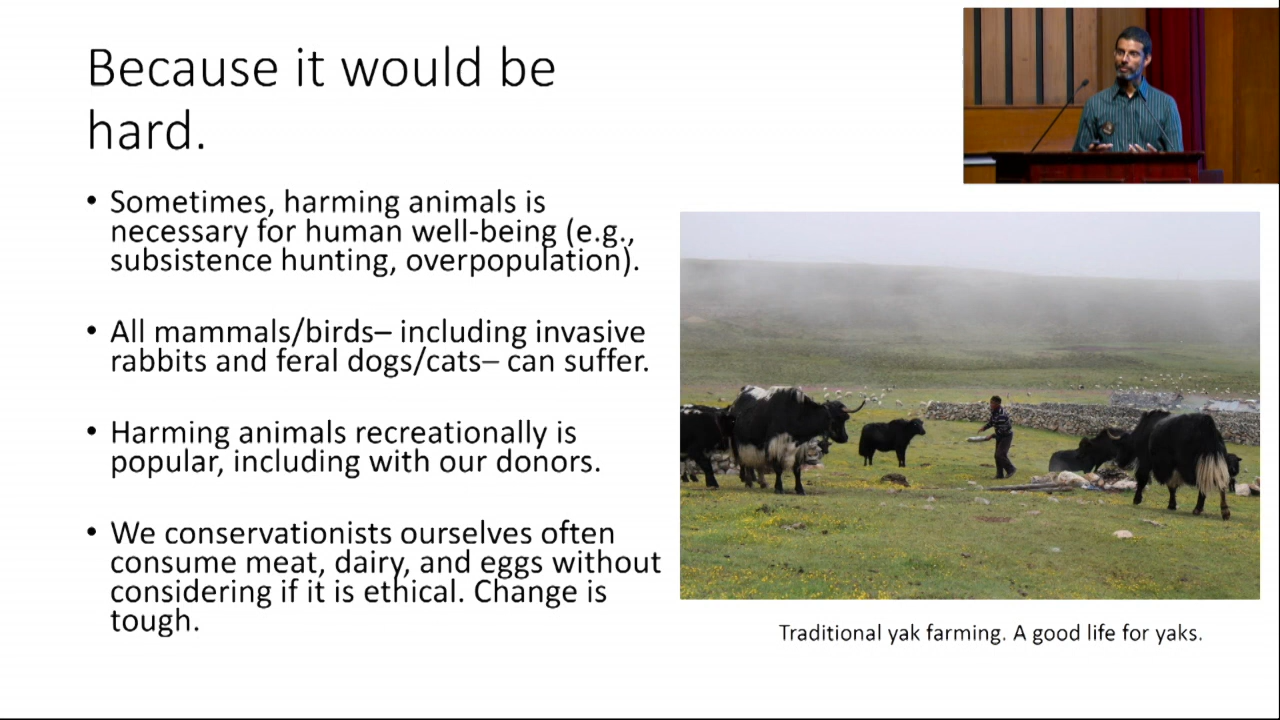 Because it would be
hard.
• Sometimes, harming animals is
necessary for human well-being (e.g.,
subsistence hunting, overpopulation).
• All mammals/birds– including invasive
rabbits and feral dogs/cats– can suffer.
• Harming animals recreationally is
popular, including with our donors.
• We conservationists ourselves often
consume meat, dairy, and eggs without
considering if it is ethical. Change is
tough.
Traditional yak farming. A good life for yaks.